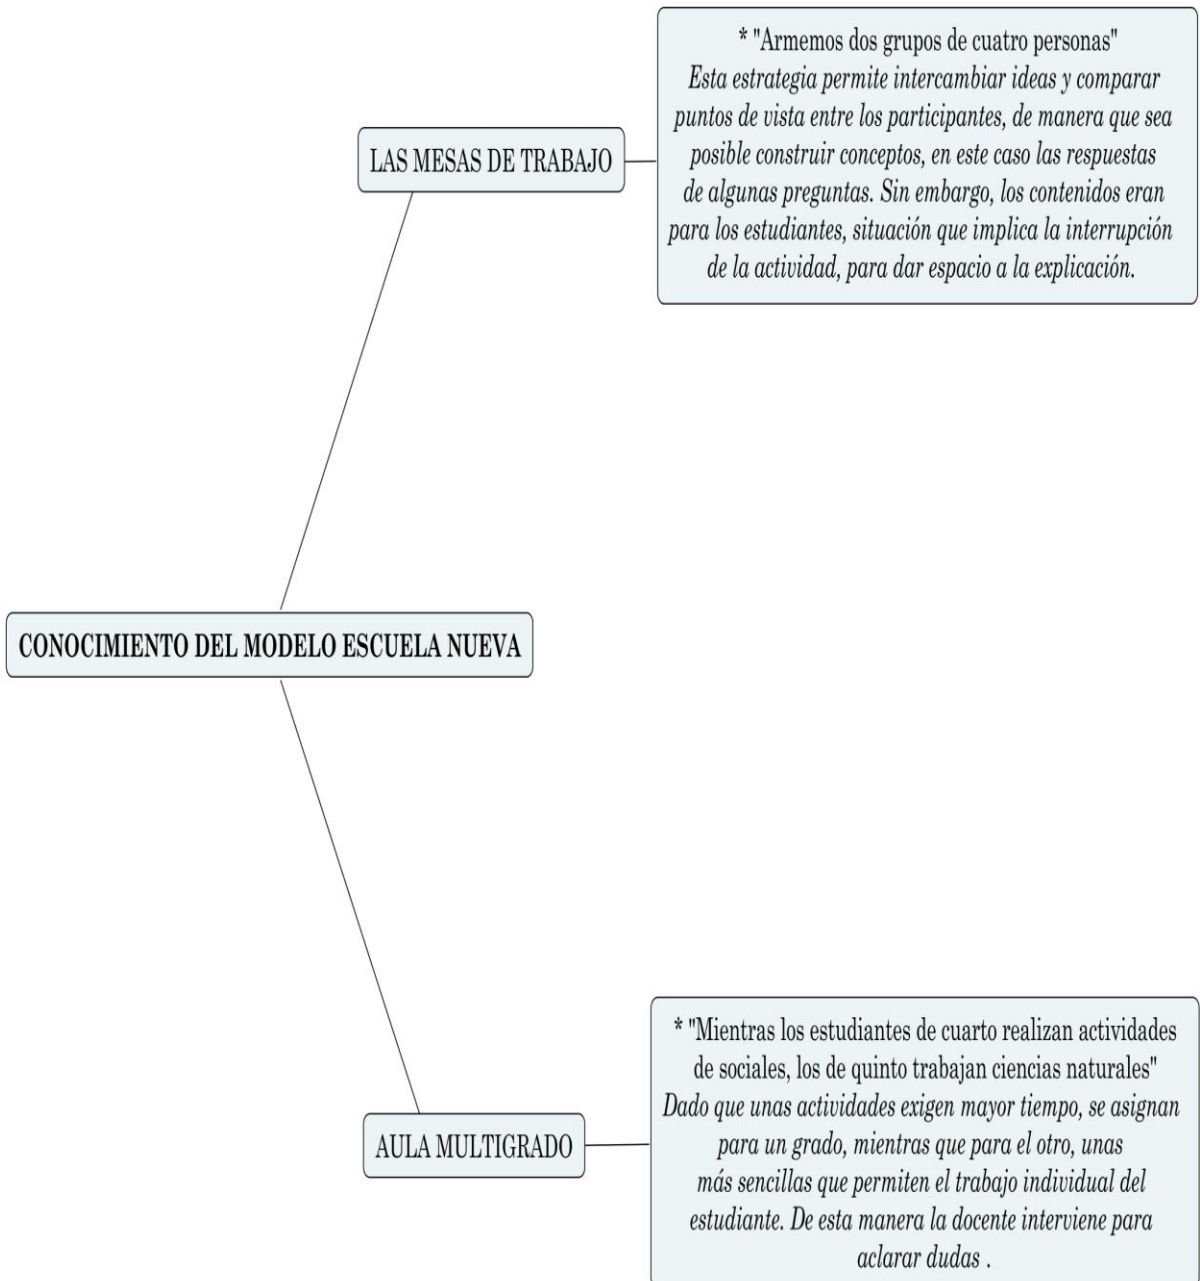 * "Armemos dos grupos de cuatro personas"
Esta estrategia permite intercambiar ideas y comparar
puntos de vista entre los participantes, de manera que sea
posible construir conceptos, en este caso las respuestas
de algunas preguntas. Sin embargo, los contenidos eran
para los estudiantes, situación que implica la interrupción
de la actividad, para dar espacio a la explicación.
LAS MESAS DE TRABAJO
CONOCIMIENTO DEL MODELO ESCUELA NUEVA
AULA MULTIGRADO
* "Mientras los estudiantes de cuarto realizan actividades
de sociales, los de quinto trabajan ciencias naturales"
Dado que unas actividades exigen mayor tiempo, se asignan
para un grado, mientras que para el otro, unas
más sencillas que permiten el trabajo individual del
estudiante. De esta manera la docente interviene para
aclarar dudas .